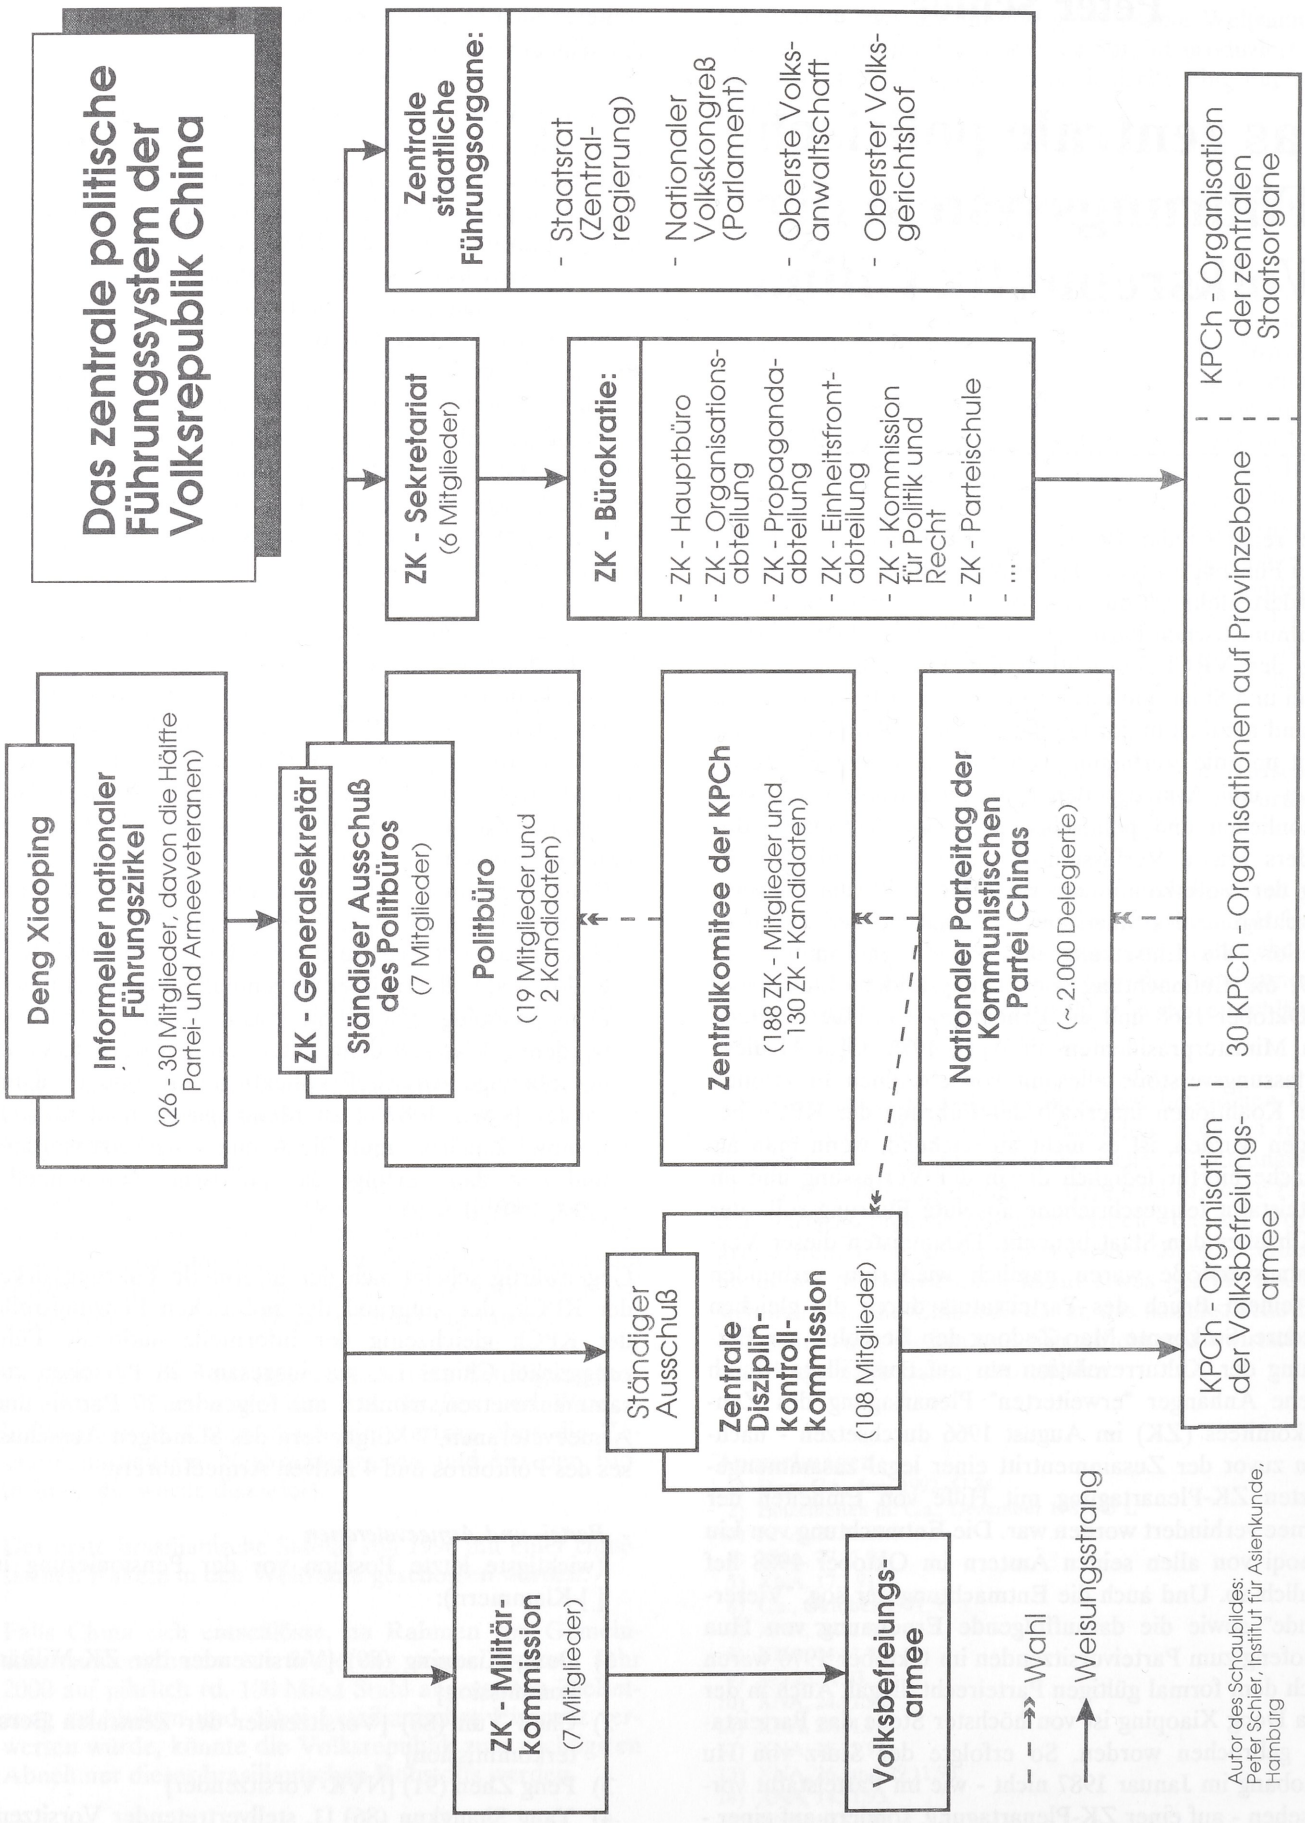 Das zentrale politische
Führungssystem der
Volksrepublik China
Deng Xiaoping
Informeller nationaler
Führungszirkel
(26 - 30 Mitglieder, davon die Hälfte
Partei- und Armeeveteranen)
ZK - Generalsekretär
Ständiger Ausschuß
des Politbüros
(7 Mitglieder)
Politbüro
(19 Mitglieder und
2 Kandidaten)
Zentralkomitee der KPCh
(188 ZK - Mitglieder und
130 ZK - Kandidaten)
Nationaler Parteitag der
Kommunistischen
Partei Chinas
(~ 2.000 Delegierte)
ZK - Militär-
kommission
(7 Mitglieder)
Volksbefreiungs-
armee
Ständiger
Ausschuß
Zentrale
Disziplin-
kontroll-
kommission
(108 Mitglieder)
ZK - Sekretariat
(6 Mitglieder)
ZK - Bürokratie:
- ZK - Hauptbüro
- ZK - Organisations-
abteilung
- ZK - Propaganda-
abteilung
- ZK - Einheitsfront-
abteilung
- ZK - Kommission
für Politik und
Recht
- ZK - Parteischule
- ...
Zentrale
staatliche
Führungsorgane:
- Staatsrat
(Zentral-
regierung)
- Nationaler
Volkskongreß
(Parlament)
- Oberste Volks-
anwaltschaft
- Oberster Volks-
gerichtshof
KPCh - Organisation
der Volksbefreiungs-
armee
30 KPCh - Organisationen auf Provinzebene
KPCh - Organisation
der zentralen
Staatsorgane
Wahl
Weisungsstrang
Autor des Schaubildes:
Peter Schier, Institut für Asienkunde,
Hamburg